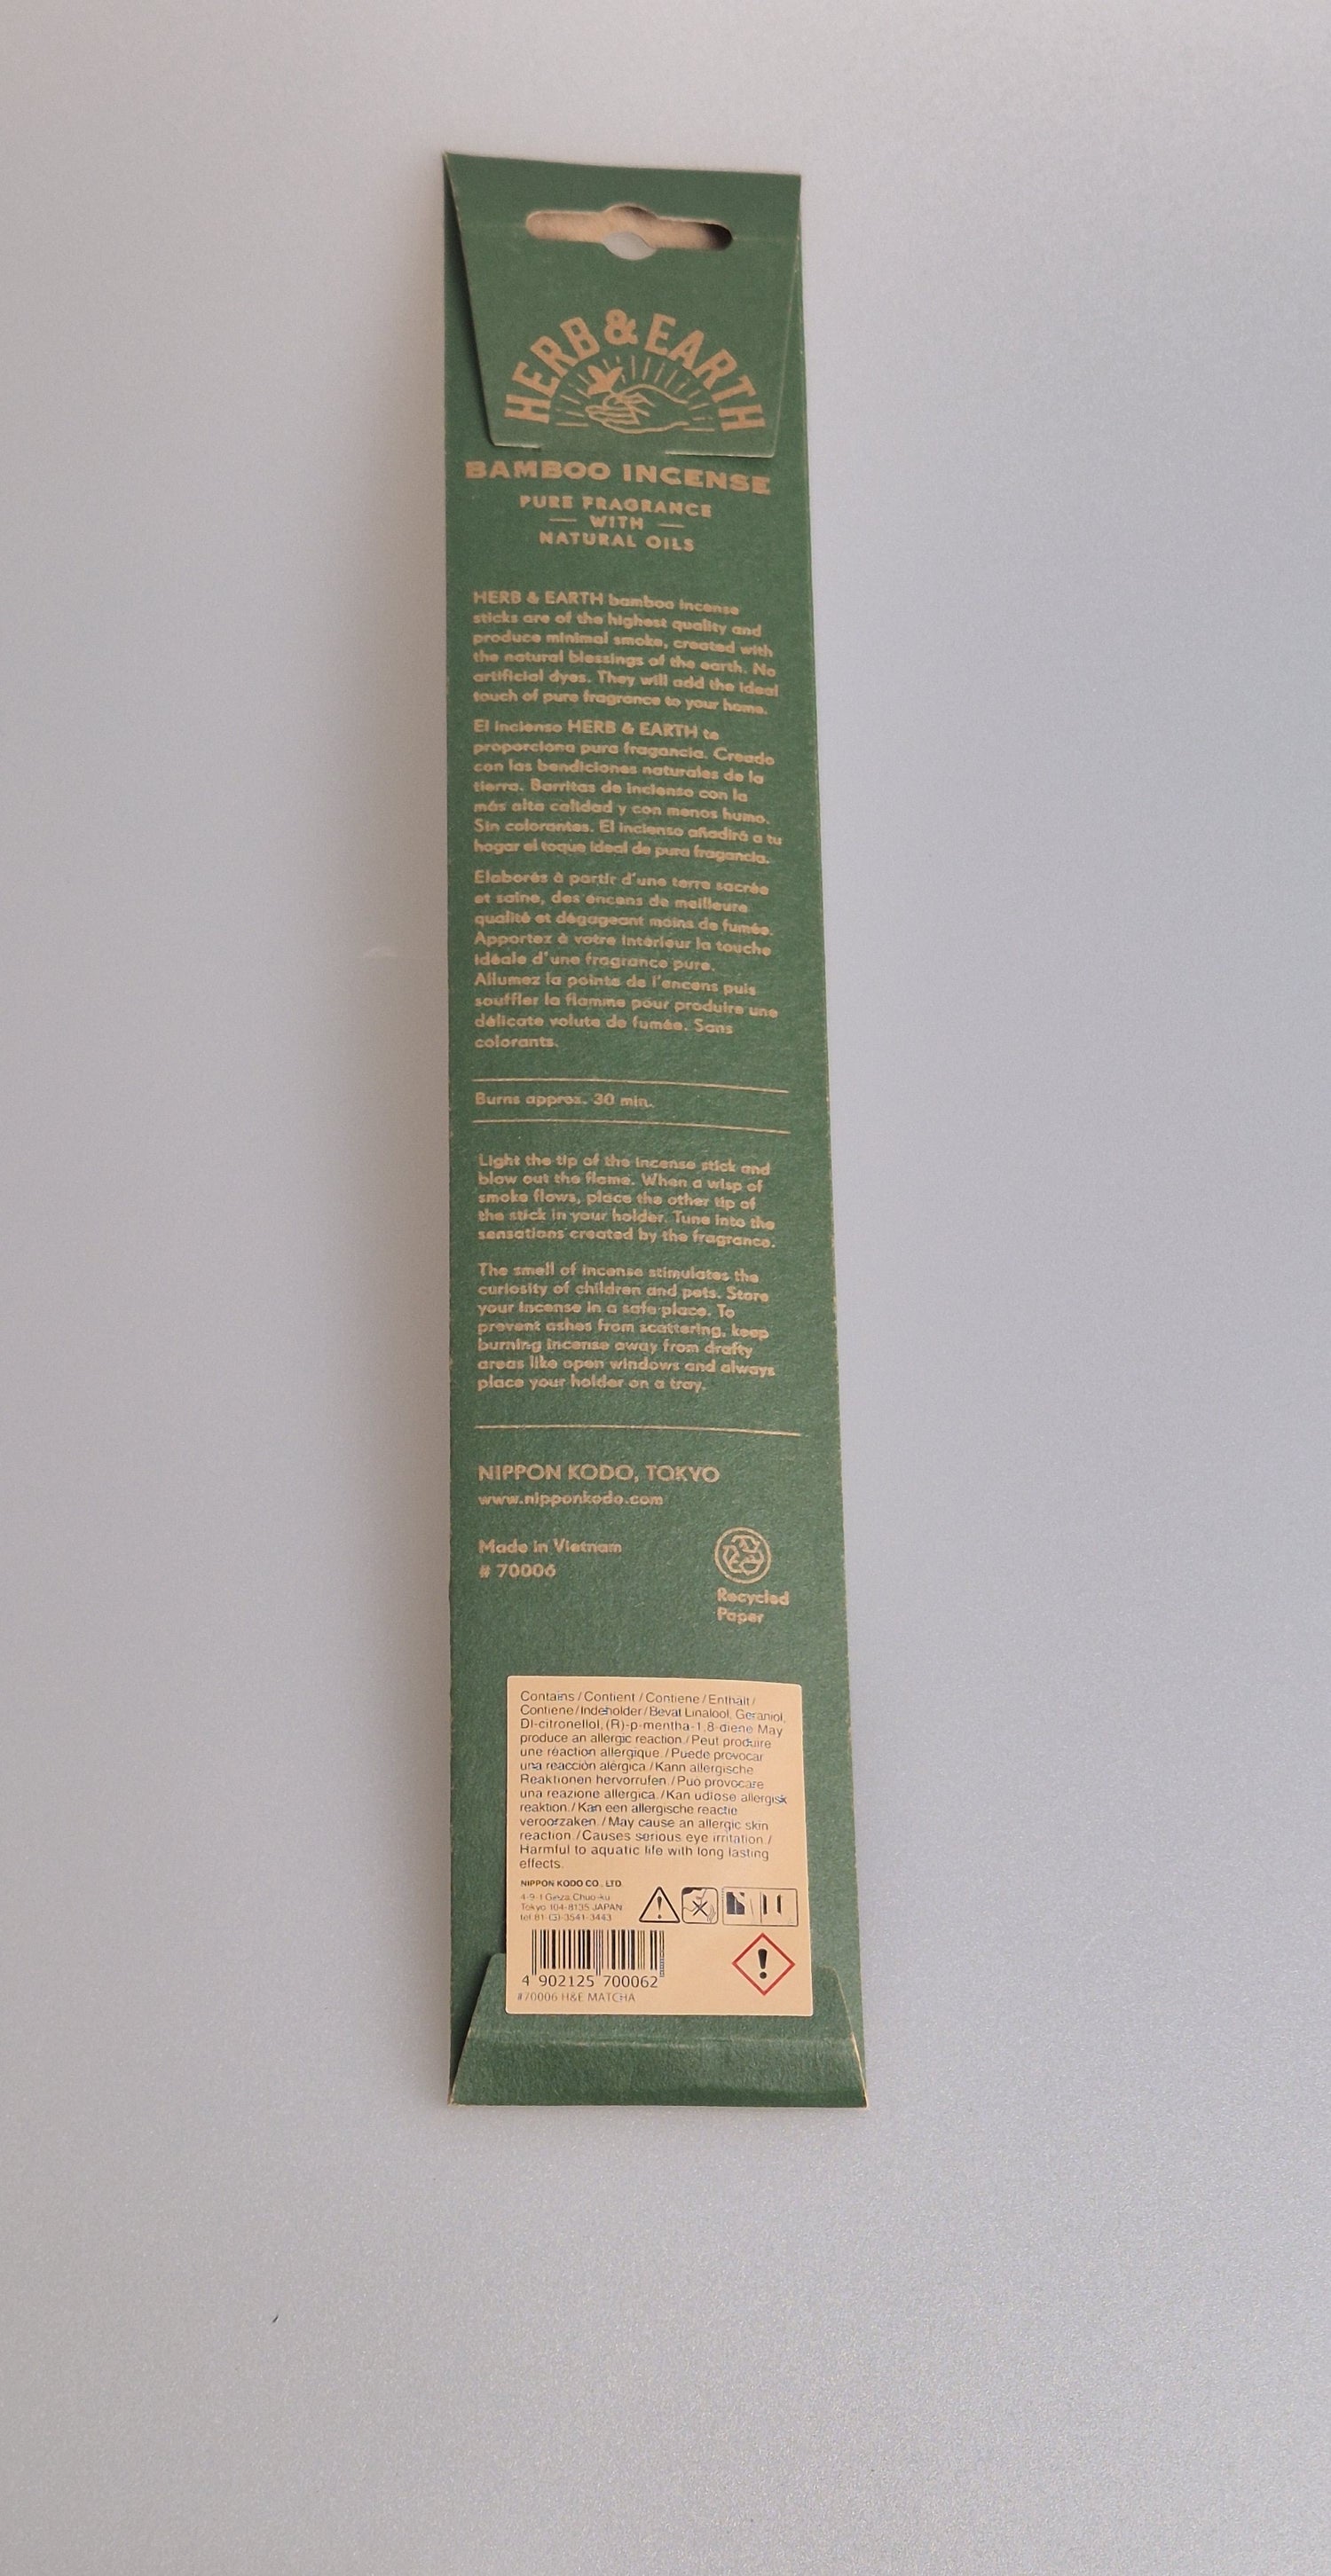 HERB & EARTH
BAMBOO INCENSE
PURE FRAGRANCE
WITH
NATURAL OILS
HERB & EARTH bamboo incense
sticks are of the highest quality and
produce minimal smoke, created with
the natural blessings of the earth. No
artificial dyes. They will add the ideal
touch of pure fragrance to your home.
El incienso HERB & EARTH te
proporciona pura fragancia. Creado
con las bendiciones naturales de la
tierra. Barritas de incienso con la
más alta calidad y con menos humo.
Sin colorantes. El incienso añadirá a tu
hogar el toque ideal de pura fragancia.
Elaborés à partir d'une terre sacrée
et saine, des encens de meilleure
qualité et dégageant moins de fumée.
Apportez à votre intérieur la touche
idéale d'une fragrance pure.
Allumez la pointe de l'encens puis
souffler la flamme pour produire une
délicate volute de fumée. Sans
colorants.
Burns approx. 30 min.
Light the tip of the incense stick and
blow out the flame. When a wisp of
smoke flows, place the other tip of
the stick in your holder. Tune into the
sensations created by the fragrance.
The smell of incense stimulates the
curiosity of children and pets. Store
your incense in a safe place. To
prevent ashes from scattering, keep
burning incense away from drafty
areas like open windows and always
place your holder on a tray.
NIPPON KODO, TOKYO
www.nipponkodo.com
Made in Vietnam
# 70006
Recycled
Paper
Contains / Contient / Contiene / Enthält /
Contiene / Indeholder / Bevat Linalool, Geraniol,
Dl-citronellol, (R)-p-mentha-1,8-diene May
produce an allergic reaction. / Peut produire
une réaction allergique. / Puede provocar
una reacción alérgica. / Kann allergische
Reaktionen hervorrufen. / Può provocare
una reazione allergica. / Kan udløse allergisk
reaktion. / Kan een allergische reactie
veroorzaken. / May cause an allergic skin
reaction. / Causes serious eye irritation. /
Harmful to aquatic life with long lasting
effects.
NIPPON KODO CO., LTD.
4-9-1 Ginza, Chuo-ku
Tokyo 104-8135 JAPAN
tel 81-(3)-3541-3443
4 902125 700062
#70006 H&E MATCHA